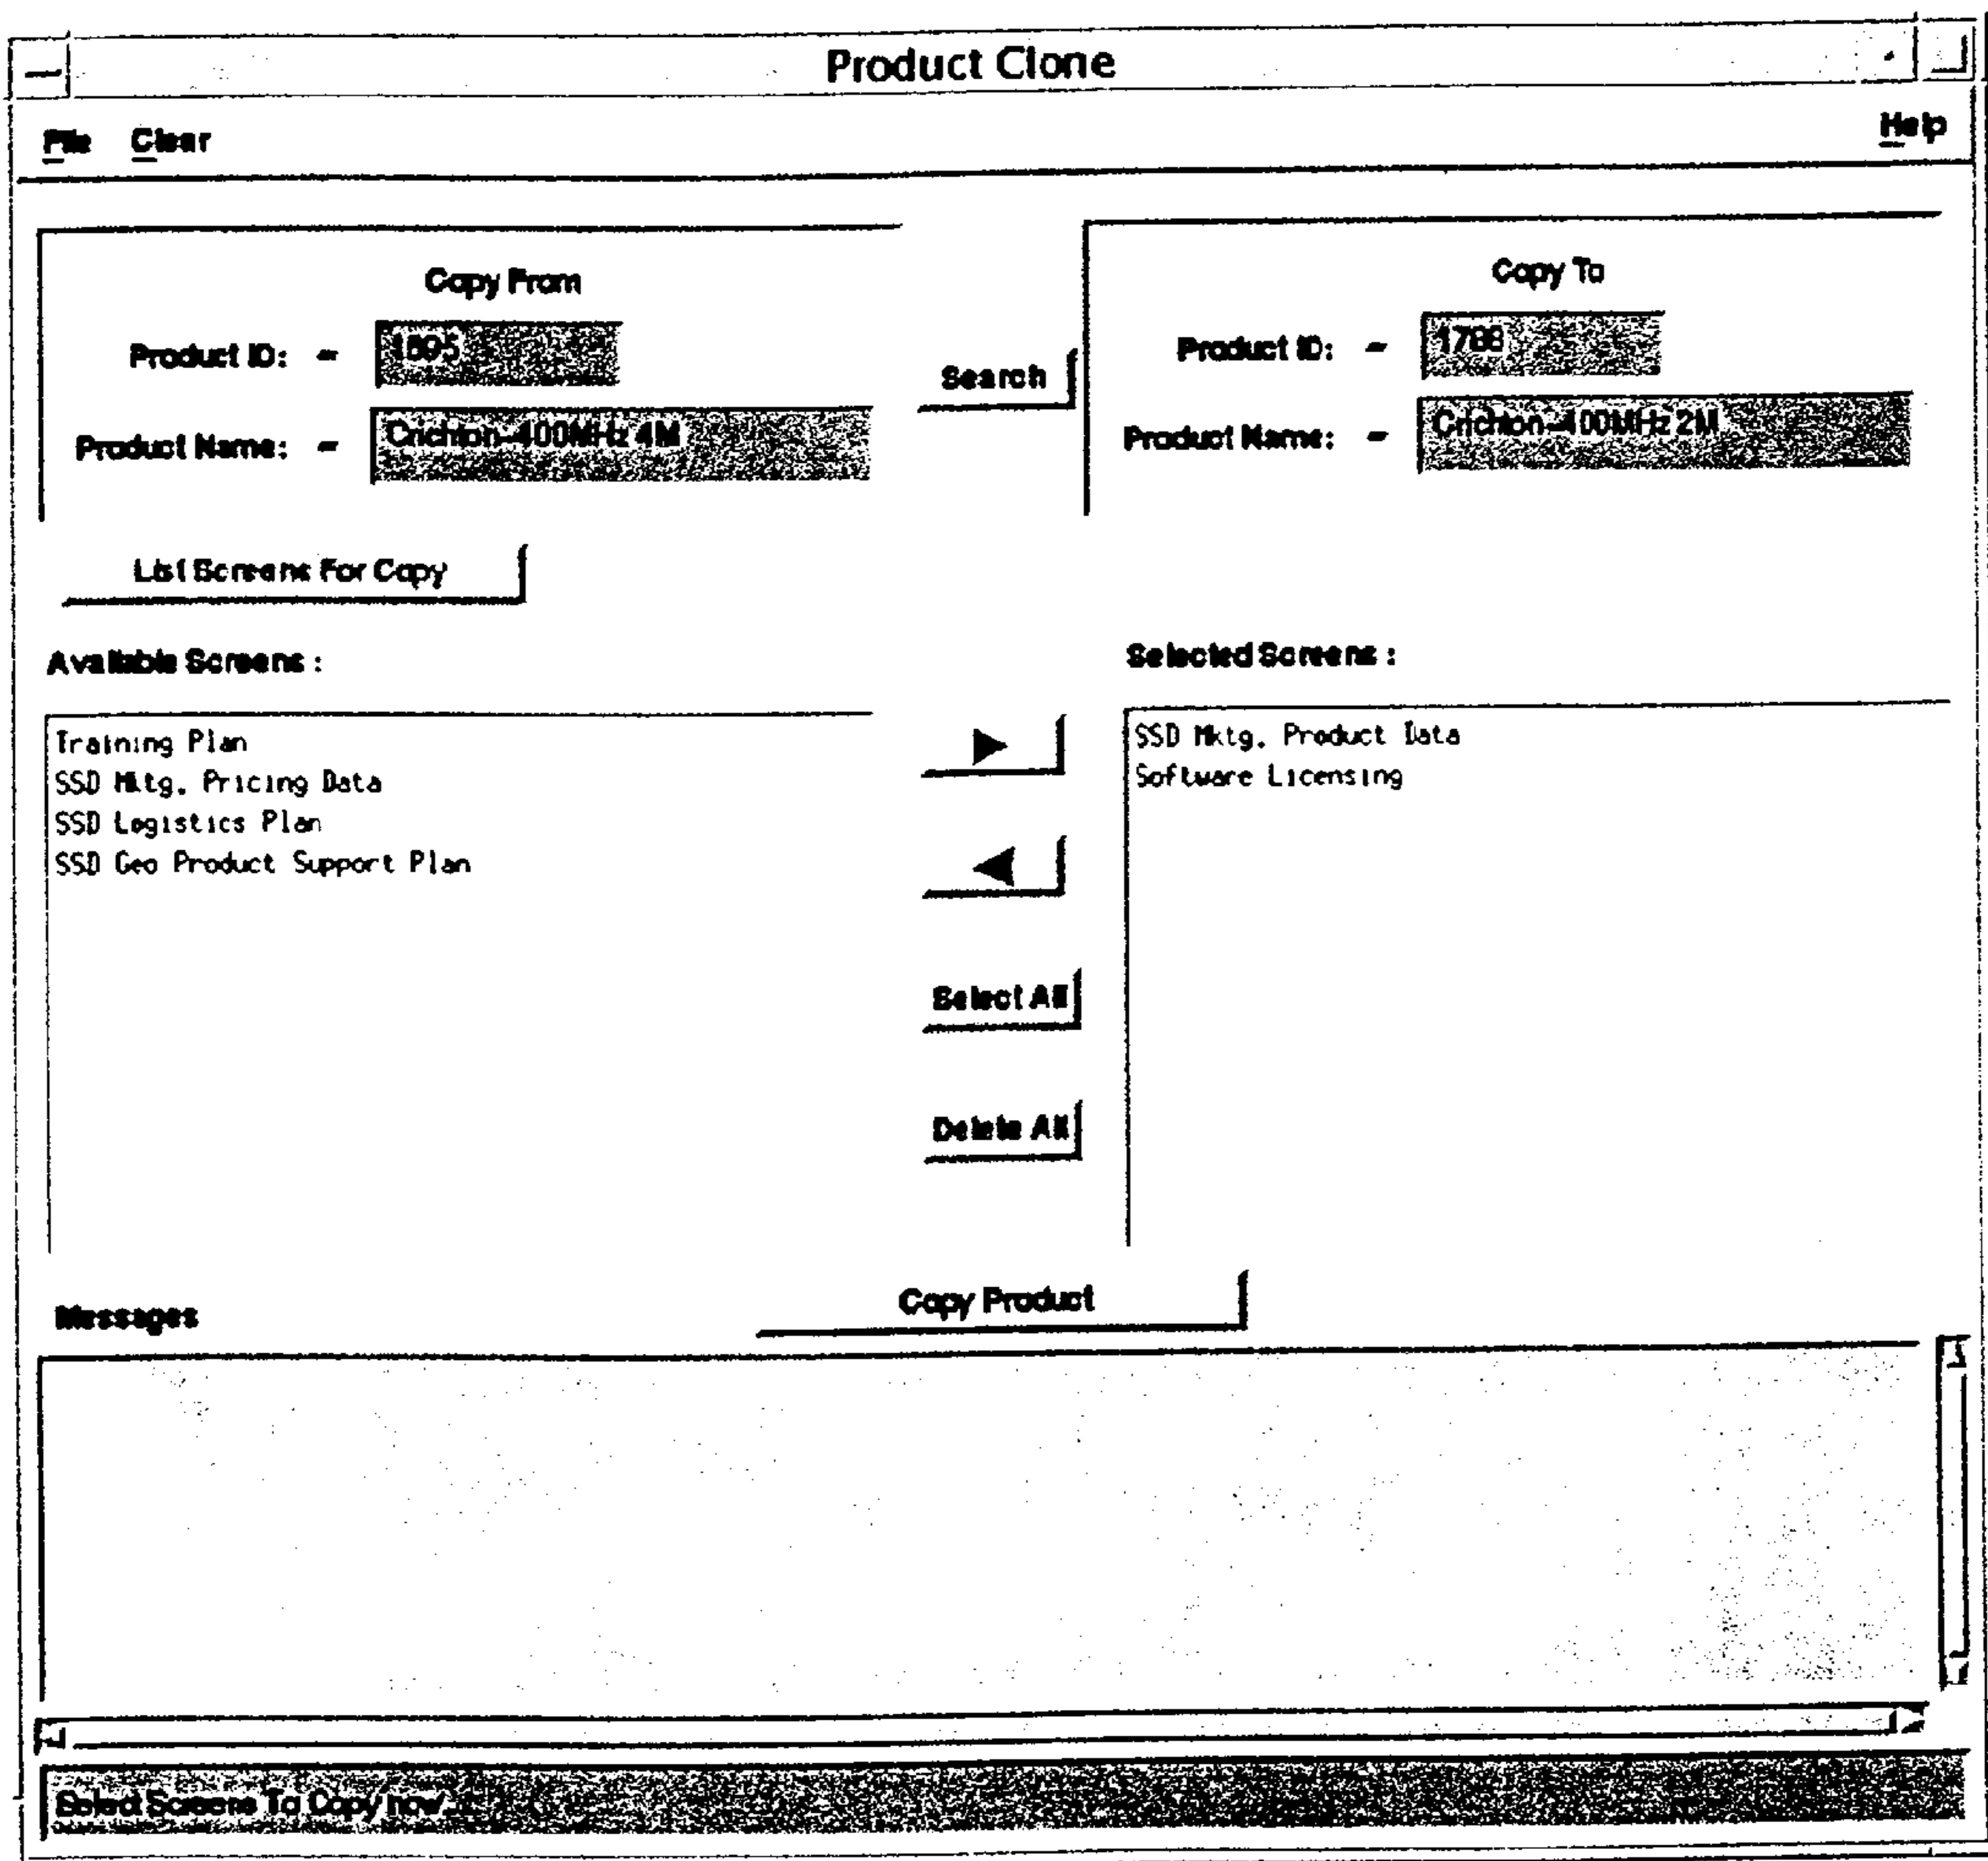 Product Clone
File Clear Help
Copy From
Product ID: - 1895
Product Name: - Crichton-400MHz 4M
Search
Copy To
Product ID: - 1788
Product Name: - Crichton-400MHz 2M
List Screens For Copy
Available Screens :
Training Plan
SSD Mktg. Pricing Data
SSD Logistics Plan
SSD Geo Product Support Plan
Select All
Delete All
Selected Screens :
SSD Mktg. Product Data
Software Licensing
Copy Product
Messages
Select Screens To Copy now